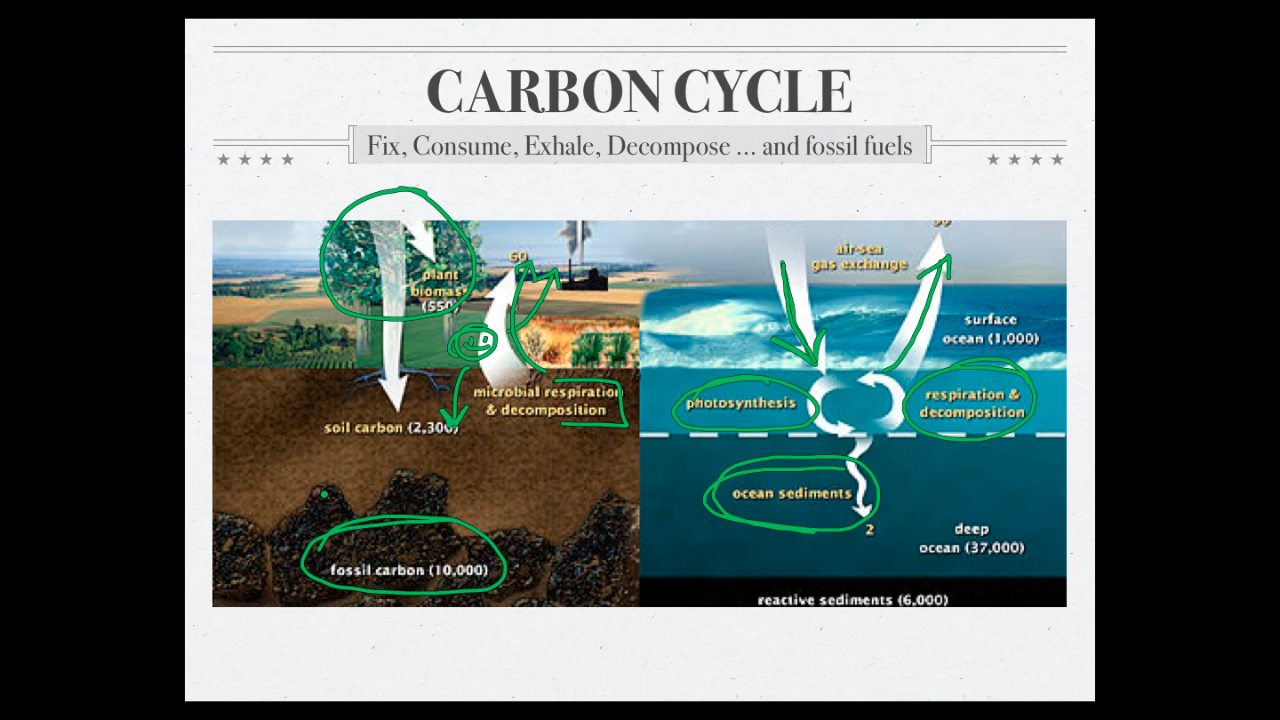 CARBON CYCLE
Fix, Consume, Exhale, Decompose ... and fossil fuels
60
plant
biomass
(550)
air-sea
gas exchange
surface
ocean (1,000)
microbial respiration
& decomposition
soil carbon (2,300)
photosynthesis
respiration &
decomposition
ocean sediments
2
deep
ocean (37,000)
fossil carbon (10,000)
reactive sediments (6,000)